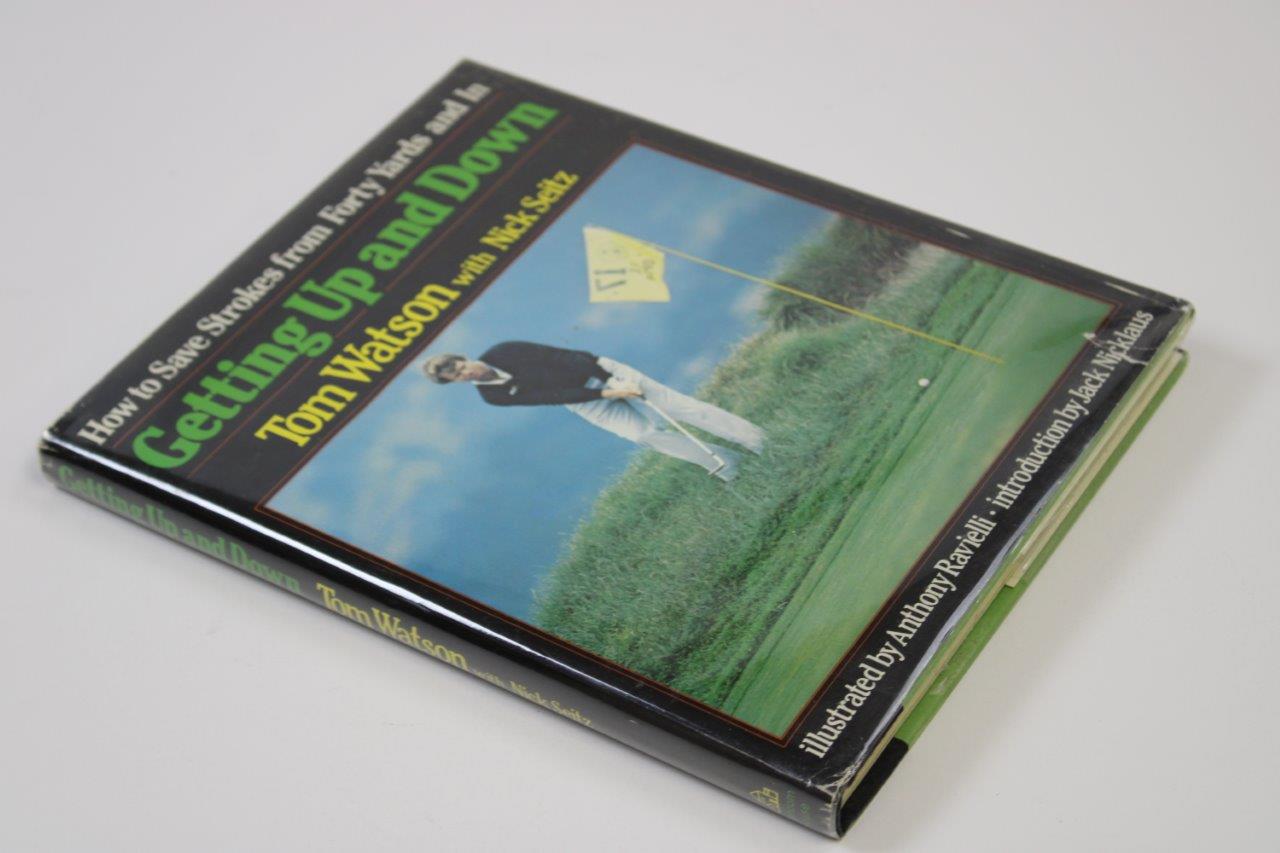 How to Save Strokes from Forty Yards and In
Getting Up and Down
Tom Watson with Nick Seitz
17
illustrated by Anthony Ravielli · introduction by Jack Nicklaus
Getting Up and Down Tom Watson with Nick Seitz